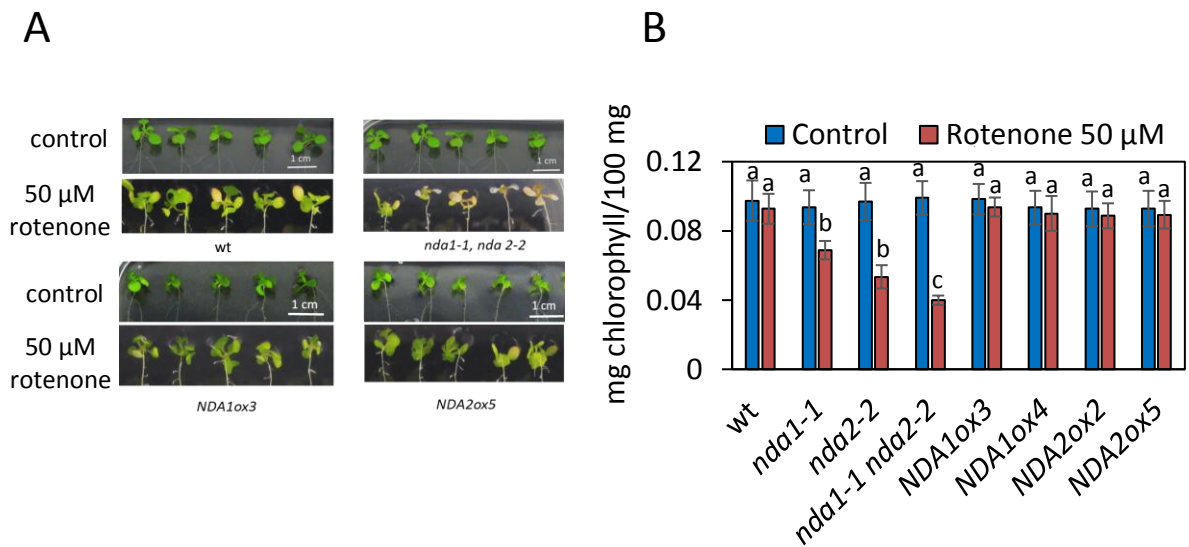 A
control
1 cm
1 cm
50 µM
rotenone
wt
nda1-1, nda 2-2
control
1 cm
1 cm
50 µM
rotenone
NDA1ox3
NDA2ox5
B
Control
Rotenone 50 µM
mg chlorophyll/100 mg
0.12
0.08
0.04
0
a a a b a b a c a a a a a a a a
wt
nda1-1
nda2-2
nda1-1 nda2-2
NDA1ox3
NDA1ox4
NDA2ox2
NDA2ox5